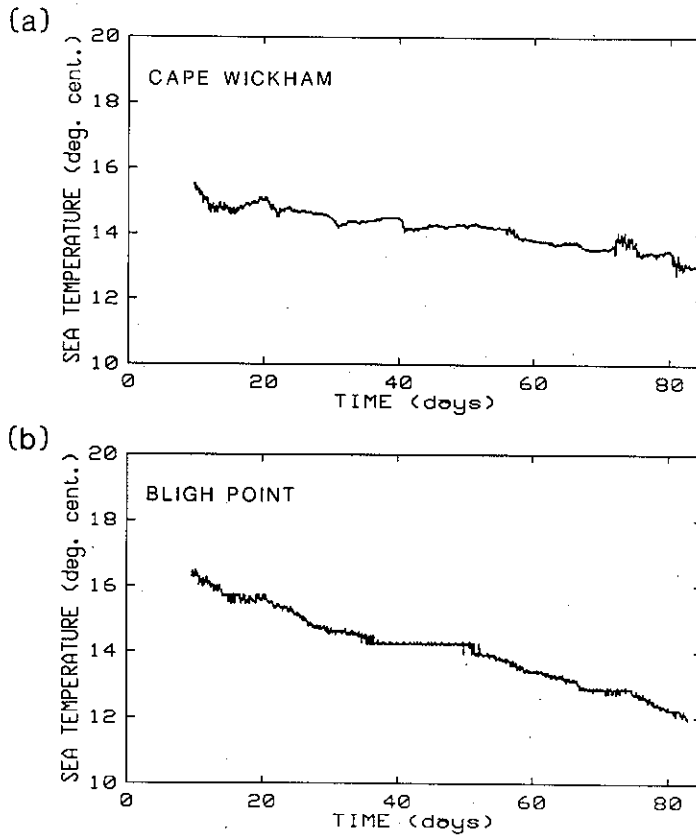 (a)
SEA TEMPERATURE (deg. cent.)
20
18
16
14
12
10
CAPE WICKHAM
0 20 40 60 80
TIME (days)
(b)
SEA TEMPERATURE (deg. cent.)
20
18
16
14
12
10
BLIGH POINT
0 20 40 60 80
TIME (days)